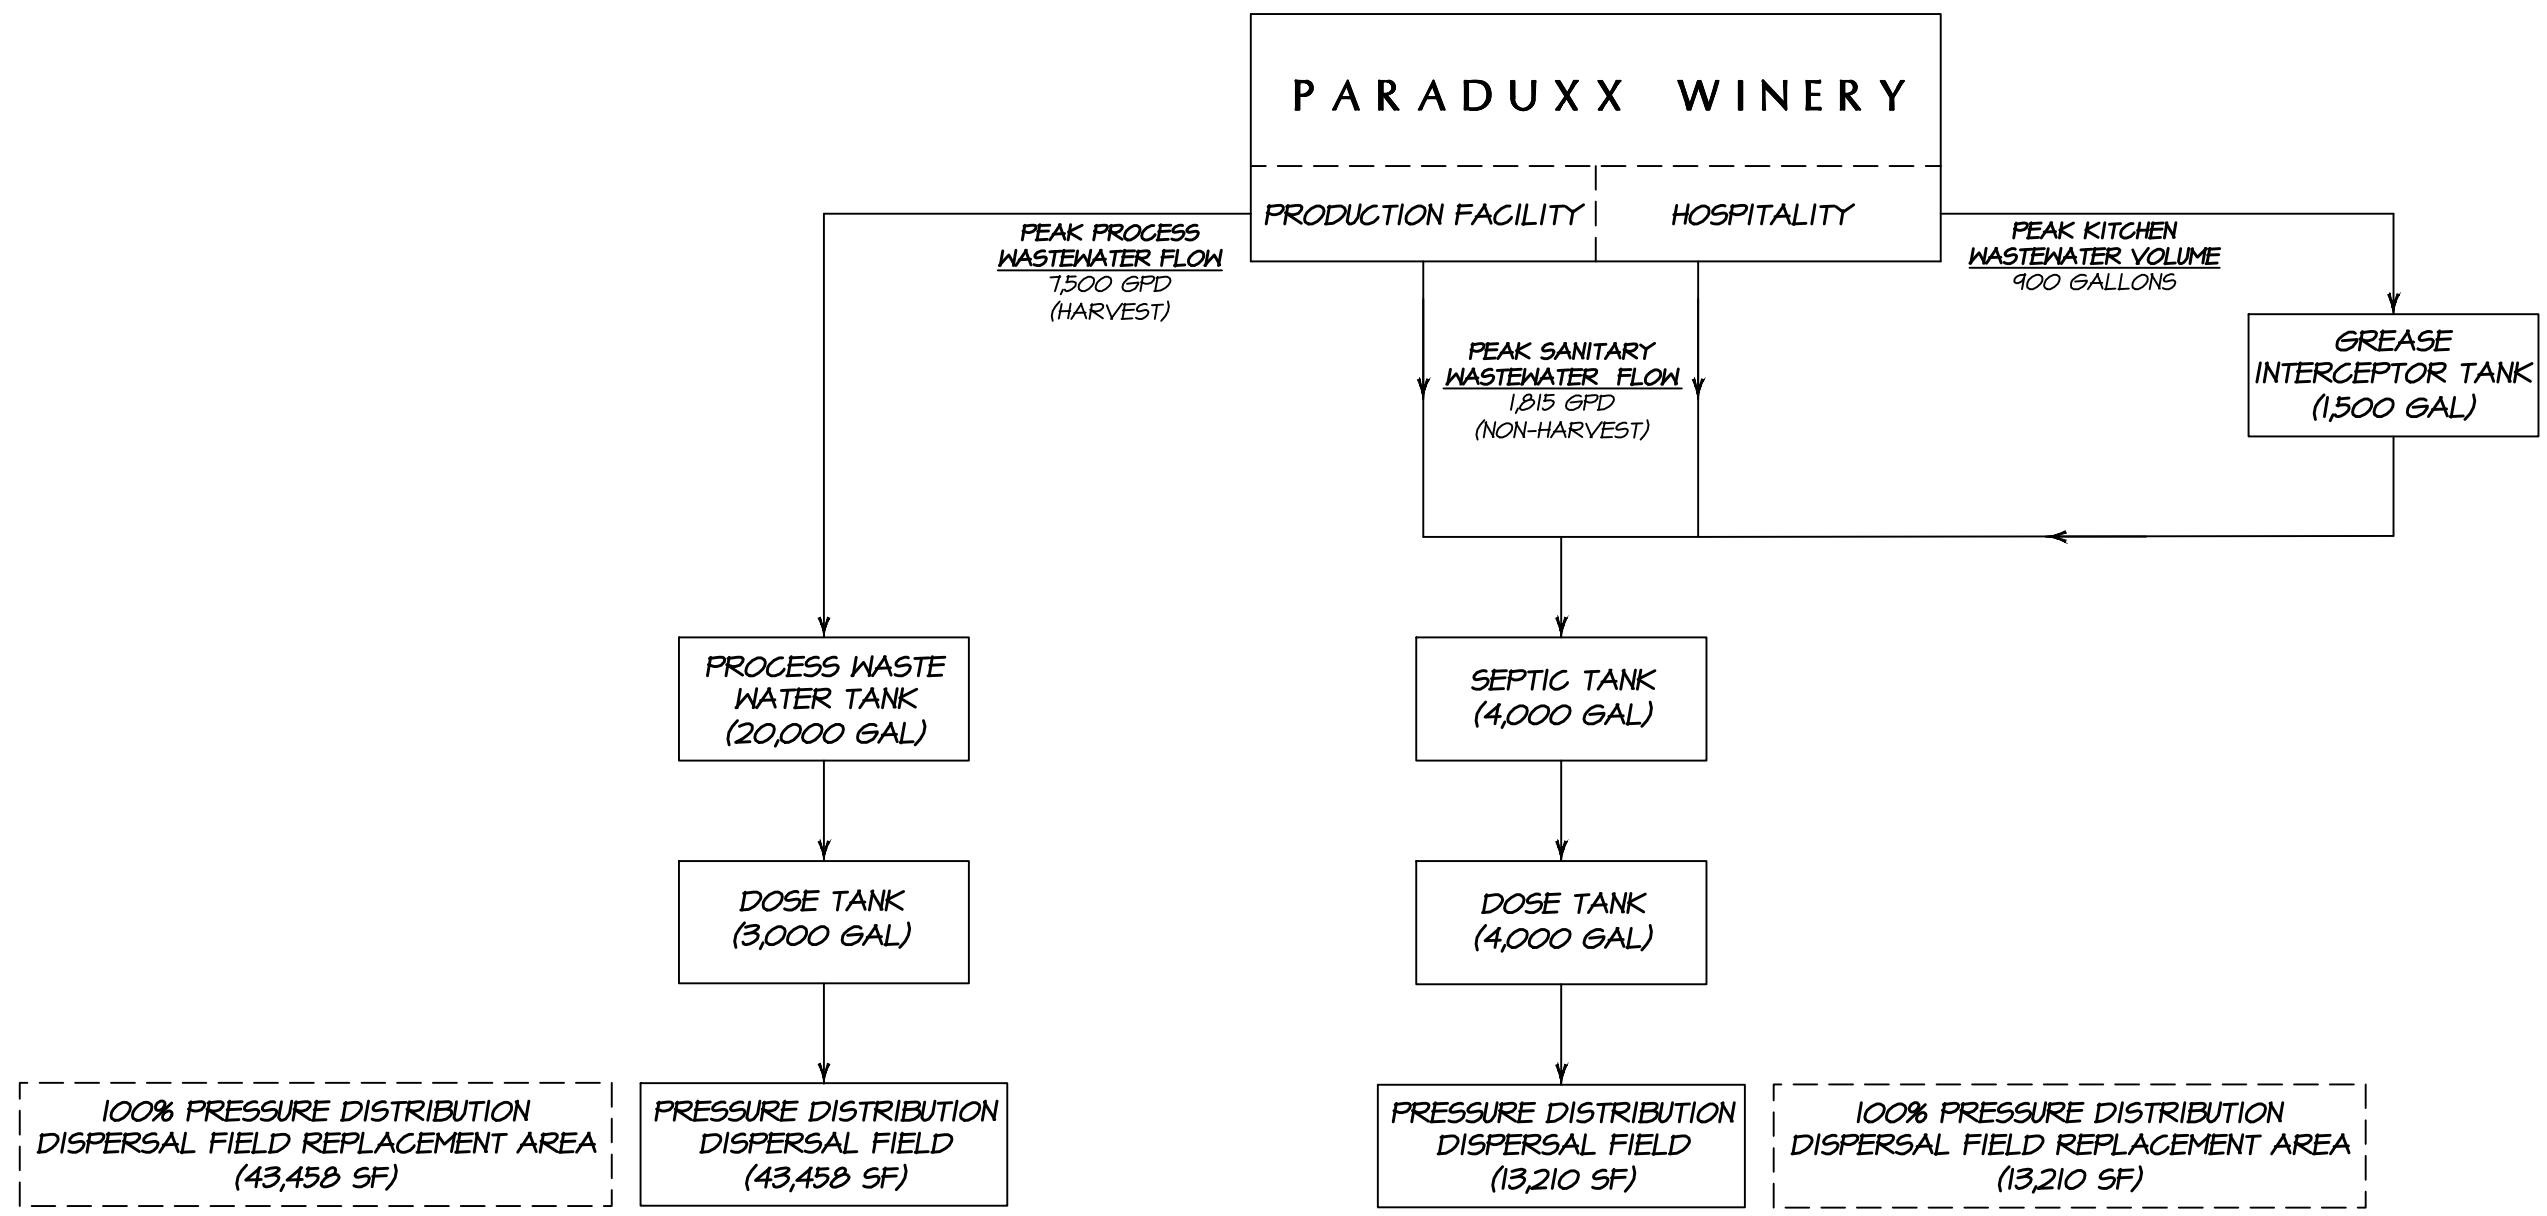 PARADUXX WINERY
PRODUCTION FACILITY
HOSPITALITY
PEAK PROCESS
WASTEWATER FLOW
7,500 GPD
(HARVEST)
PEAK KITCHEN
WASTEWATER VOLUME
900 GALLONS
PEAK SANITARY
WASTEWATER FLOW
1,815 GPD
(NON-HARVEST)
GREASE
INTERCEPTOR TANK
(1,500 GAL)
PROCESS WASTE
WATER TANK
(20,000 GAL)
SEPTIC TANK
(4,000 GAL)
DOSE TANK
(3,000 GAL)
DOSE TANK
(4,000 GAL)
100% PRESSURE DISTRIBUTION
DISPERSAL FIELD REPLACEMENT AREA
(43,458 SF)
PRESSURE DISTRIBUTION
DISPERSAL FIELD
(43,458 SF)
PRESSURE DISTRIBUTION
DISPERSAL FIELD
(13,210 SF)
100% PRESSURE DISTRIBUTION
DISPERSAL FIELD REPLACEMENT AREA
(13,210 SF)